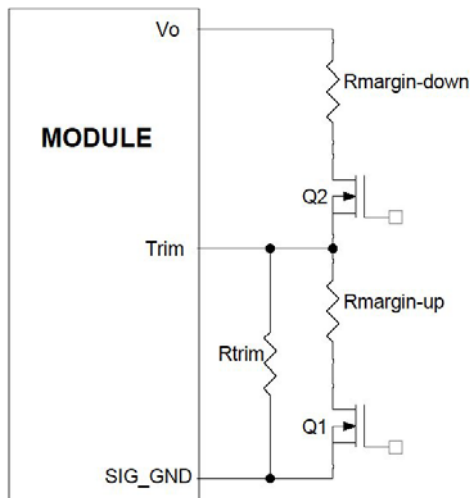 Vo
Rmargin-down
MODULE
Q2
Trim
Rmargin-up
Rtrim
Q1
SIG_GND